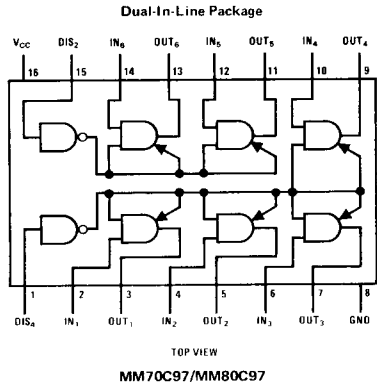 Dual-In-Line Package
VCC DIS2 IN6 OUT6 IN5 OUT5 IN4 OUT4
16 15 14 13 12 11 10 9
1 2 3 4 5 6 7 8
DIS4 IN1 OUT1 IN2 OUT2 IN3 OUT3 GND
TOP VIEW
MM70C97/MM80C97